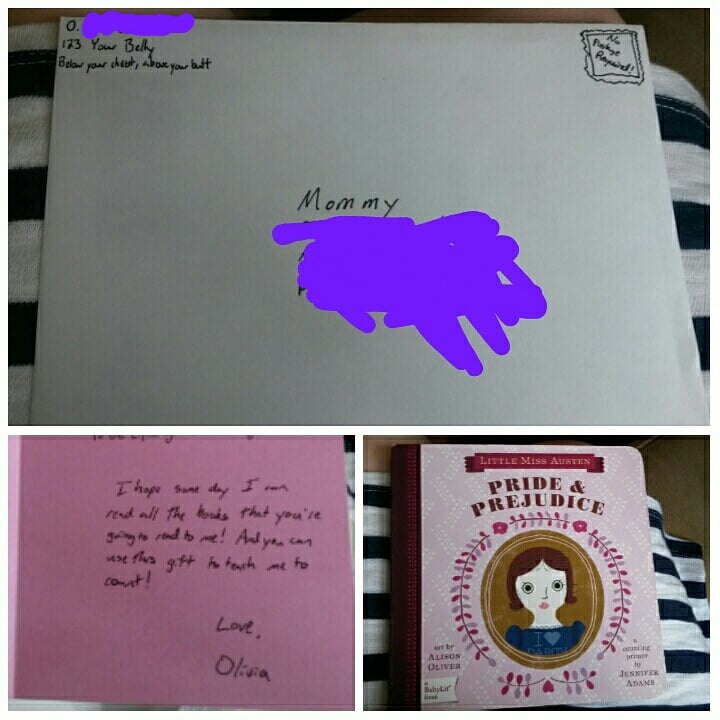 O.
123 Your Belly
Below your chest, above your butt
No
Postage
Required!
Mommy
I hope some day I can
read all the books that you're
going to read to me! And you can
use this gift to teach me to
count!
Love,
Olivia
LITTLE MISS AUSTEN
PRIDE &
PREJUDICE
I ♥
DARCY
art by
ALISON
OLIVER
a
BabyLit®
book
a
counting
primer
by
JENNIFER
ADAMS